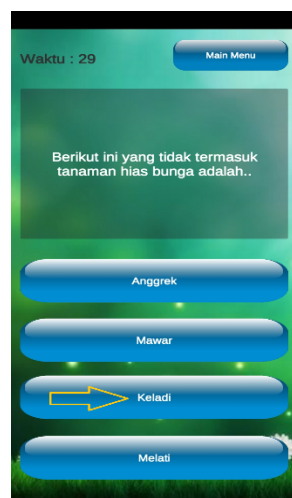 Waktu : 29
Main Menu
Berikut ini yang tidak termasuk
tanaman hias bunga adalah..
Anggrek
Mawar
Keladi
Melati